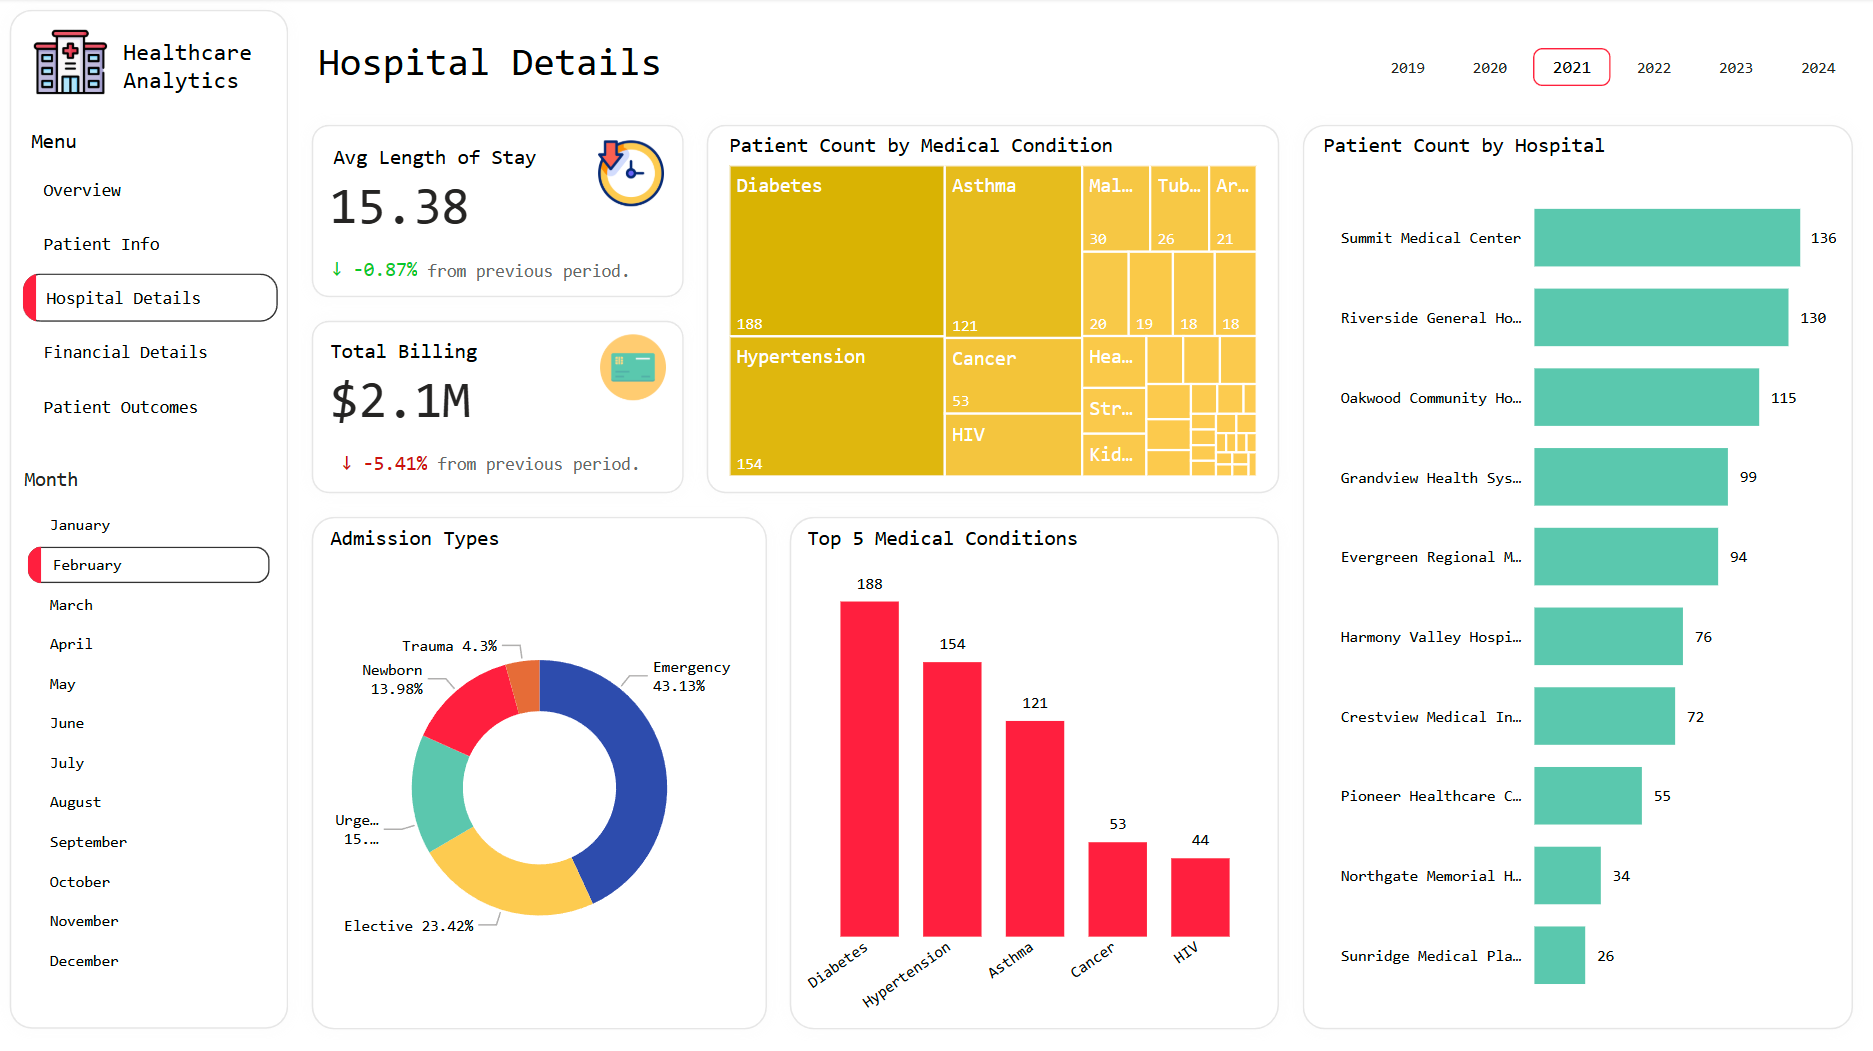 Healthcare
Analytics
Menu
Overview
Patient Info
Hospital Details
Financial Details
Patient Outcomes
Month
January
February
March
April
May
June
July
August
September
October
November
December
Hospital Details
2019 2020 2021 2022 2023 2024
Avg Length of Stay
15.38
↓ -0.87% from previous period.
Total Billing
$2.1M
↓ -5.41% from previous period.
Patient Count by Medical Condition
Diabetes
188
Hypertension
154
Asthma
121
Cancer
53
HIV
Mal…
30
Tub…
26
Ar…
21
20
19
18
18
Hea…
Str…
Kid…
Admission Types
Trauma 4.3%
Newborn
13.98%
Emergency
43.13%
Urge…
15.…
Elective 23.42%
Top 5 Medical Conditions
188
154
121
53
44
Diabetes
Hypertension
Asthma
Cancer
HIV
Patient Count by Hospital
Summit Medical Center 136
Riverside General Ho… 130
Oakwood Community Ho… 115
Grandview Health Sys… 99
Evergreen Regional M… 94
Harmony Valley Hospi… 76
Crestview Medical In… 72
Pioneer Healthcare C… 55
Northgate Memorial H… 34
Sunridge Medical Pla… 26